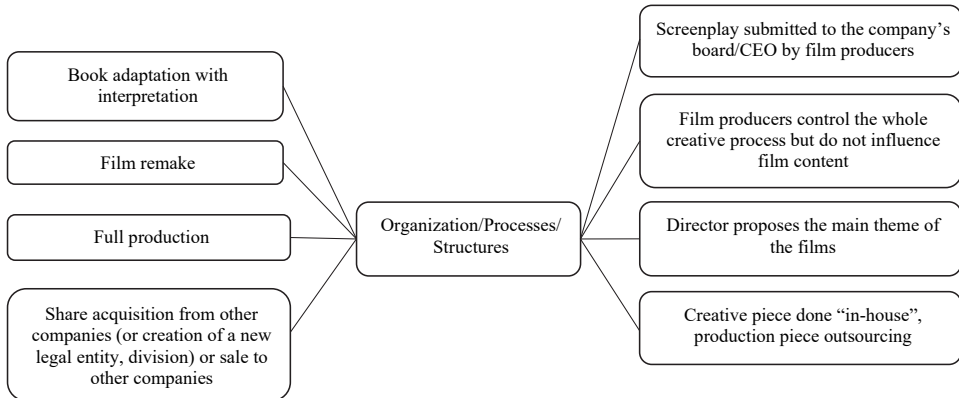 Book adaptation with
interpretation
Film remake
Full production
Share acquisition from other
companies (or creation of a new
legal entity, division) or sale to
other companies
Organization/Processes/
Structures
Screenplay submitted to the company’s
board/CEO by film producers
Film producers control the whole
creative process but do not influence
film content
Director proposes the main theme of
the films
Creative piece done “in-house”,
production piece outsourcing